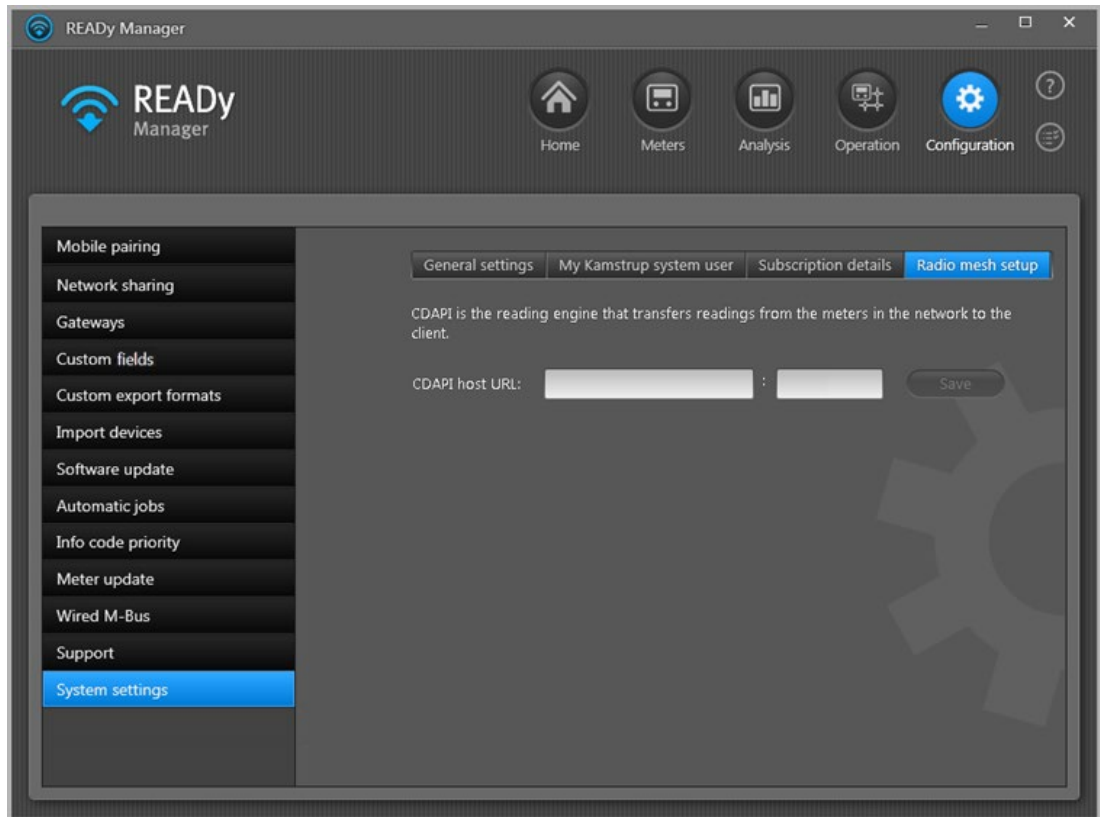 READy Manager
READy
Manager
Home
Meters
Analysis
Operation
Configuration
?
Mobile pairing
Network sharing
Gateways
Custom fields
Custom export formats
Import devices
Software update
Automatic jobs
Info code priority
Meter update
Wired M-Bus
Support
System settings
General settings
My Kamstrup system user
Subscription details
Radio mesh setup
CDAPI is the reading engine that transfers readings from the meters in the network to the
client.
CDAPI host URL:
:
Save